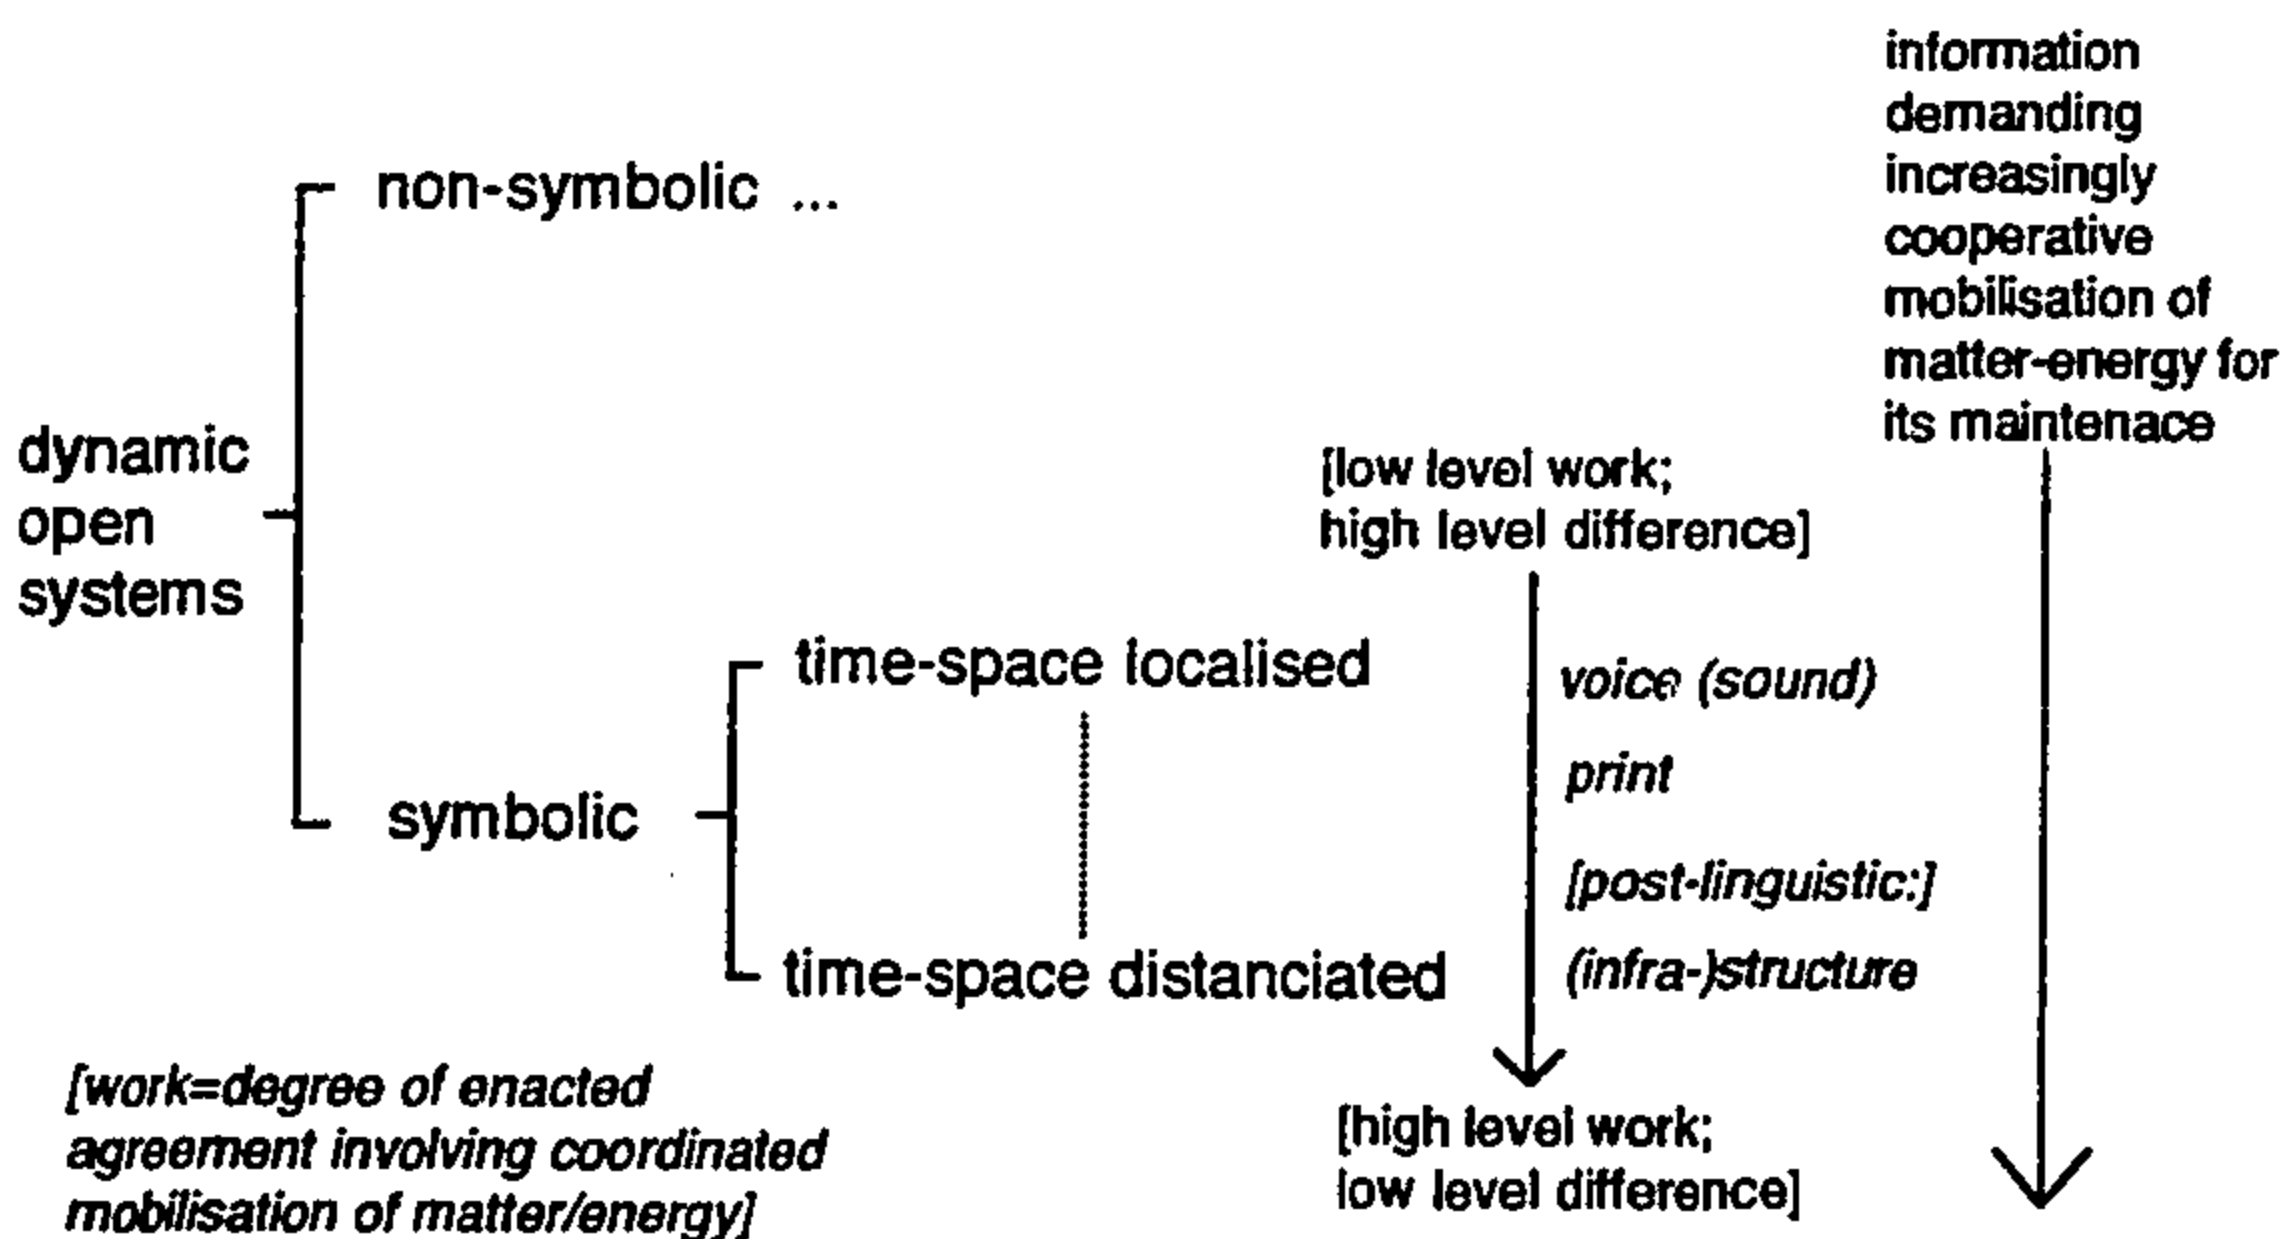 non-symbolic ...
dynamic
open
systems
symbolic
time-space localised
time-space distanciated
[work=degree of enacted
agreement involving coordinated
mobilisation of matter/energy]
[low level work;
high level difference]
voice (sound)
print
[post-linguistic:]
(infra-)structure
[high level work;
low level difference]
information
demanding
increasingly
cooperative
mobilisation of
matter-energy for
its maintenace